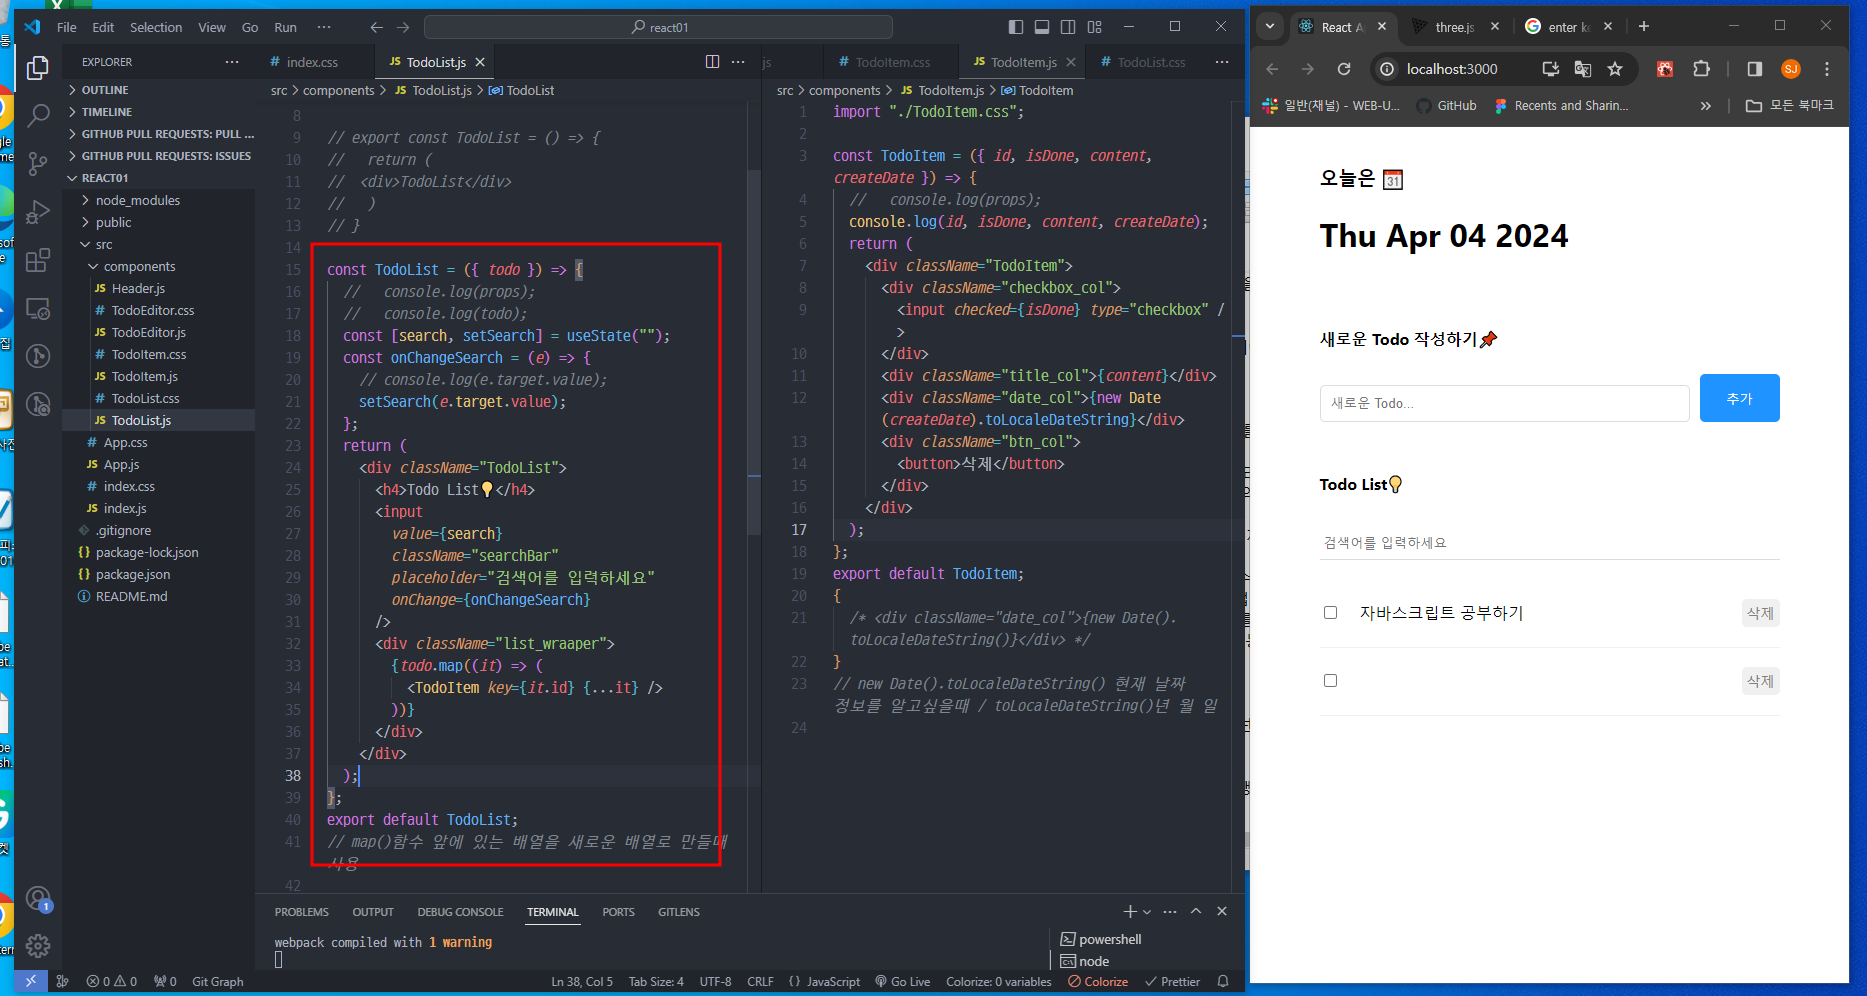 File Edit Selection View Go Run ··· react01
EXPLORER ···
OUTLINE
TIMELINE
GITHUB PULL REQUESTS: PULL ...
GITHUB PULL REQUESTS: ISSUES
REACT01
node_modules
public
src
components
JS Header.js
# TodoEditor.css
JS TodoEditor.js
# TodoItem.css
JS TodoItem.js
# TodoList.css
JS TodoList.js
# App.css
JS App.js
# index.css
JS index.js
.gitignore
{} package-lock.json
{} package.json
README.md
# index.css JS TodoList.js
src > components > JS TodoList.js > TodoList
8
9 // export const TodoList = () => {
10 //   return (
11 //  <div>TodoList</div>
12 //   )
13 // }
14
15 const TodoList = ({ todo }) => {
16   //   console.log(props);
17   //   console.log(todo);
18   const [search, setSearch] = useState("");
19   const onChangeSearch = (e) => {
20     // console.log(e.target.value);
21     setSearch(e.target.value);
22   };
23   return (
24     <div className="TodoList">
25       <h4>Todo List💡</h4>
26       <input
27         value={search}
28         className="searchBar"
29         placeholder="검색어를 입력하세요"
30         onChange={onChangeSearch}
31       />
32       <div className="list_wraaper">
33         {todo.map((it) => (
34           <TodoItem key={it.id} {...it} />
35         ))}
36       </div>
37     </div>
38   );
39 };
40 export default TodoList;
41 // map()함수 앞에 있는 배열을 새로운 배열로 만들때
사용
42
js # TodoItem.css JS TodoItem.js # TodoList.css ···
src > components > JS TodoItem.js > TodoItem
1 import "./TodoItem.css";
2
3 const TodoItem = ({ id, isDone, content,
createDate }) => {
4   //   console.log(props);
5   console.log(id, isDone, content, createDate);
6   return (
7     <div className="TodoItem">
8       <div className="checkbox_col">
9         <input checked={isDone} type="checkbox" /
>
10       </div>
11       <div className="title_col">{content}</div>
12       <div className="date_col">{new Date
(createDate).toLocaleDateString}</div>
13       <div className="btn_col">
14         <button>삭제</button>
15       </div>
16     </div>
17   );
18 };
19 export default TodoItem;
20 {
21   /* <div className="date_col">{new Date().
toLocaleDateString()}</div> */
22 }
23 // new Date().toLocaleDateString() 현재 날짜
정보를 알고싶을때 / toLocaleDateString()년 월 일
24
PROBLEMS OUTPUT DEBUG CONSOLE TERMINAL PORTS GITLENS
webpack compiled with 1 warning
powershell
node
1
0 0 0 Git Graph Ln 38, Col 5 Tab Size: 4 UTF-8 CRLF {} JavaScript Go Live Colorize: 0 variables Colorize Prettier
React A three.js enter ke
localhost:3000 SJ
일반(채널) - WEB-U... GitHub Recents and Sharin... » 모든 북마크
오늘은 📅
Thu Apr 04 2024
새로운 Todo 작성하기📌
새로운 Todo... 추가
Todo List💡
검색어를 입력하세요
자바스크립트 공부하기 삭제
삭제